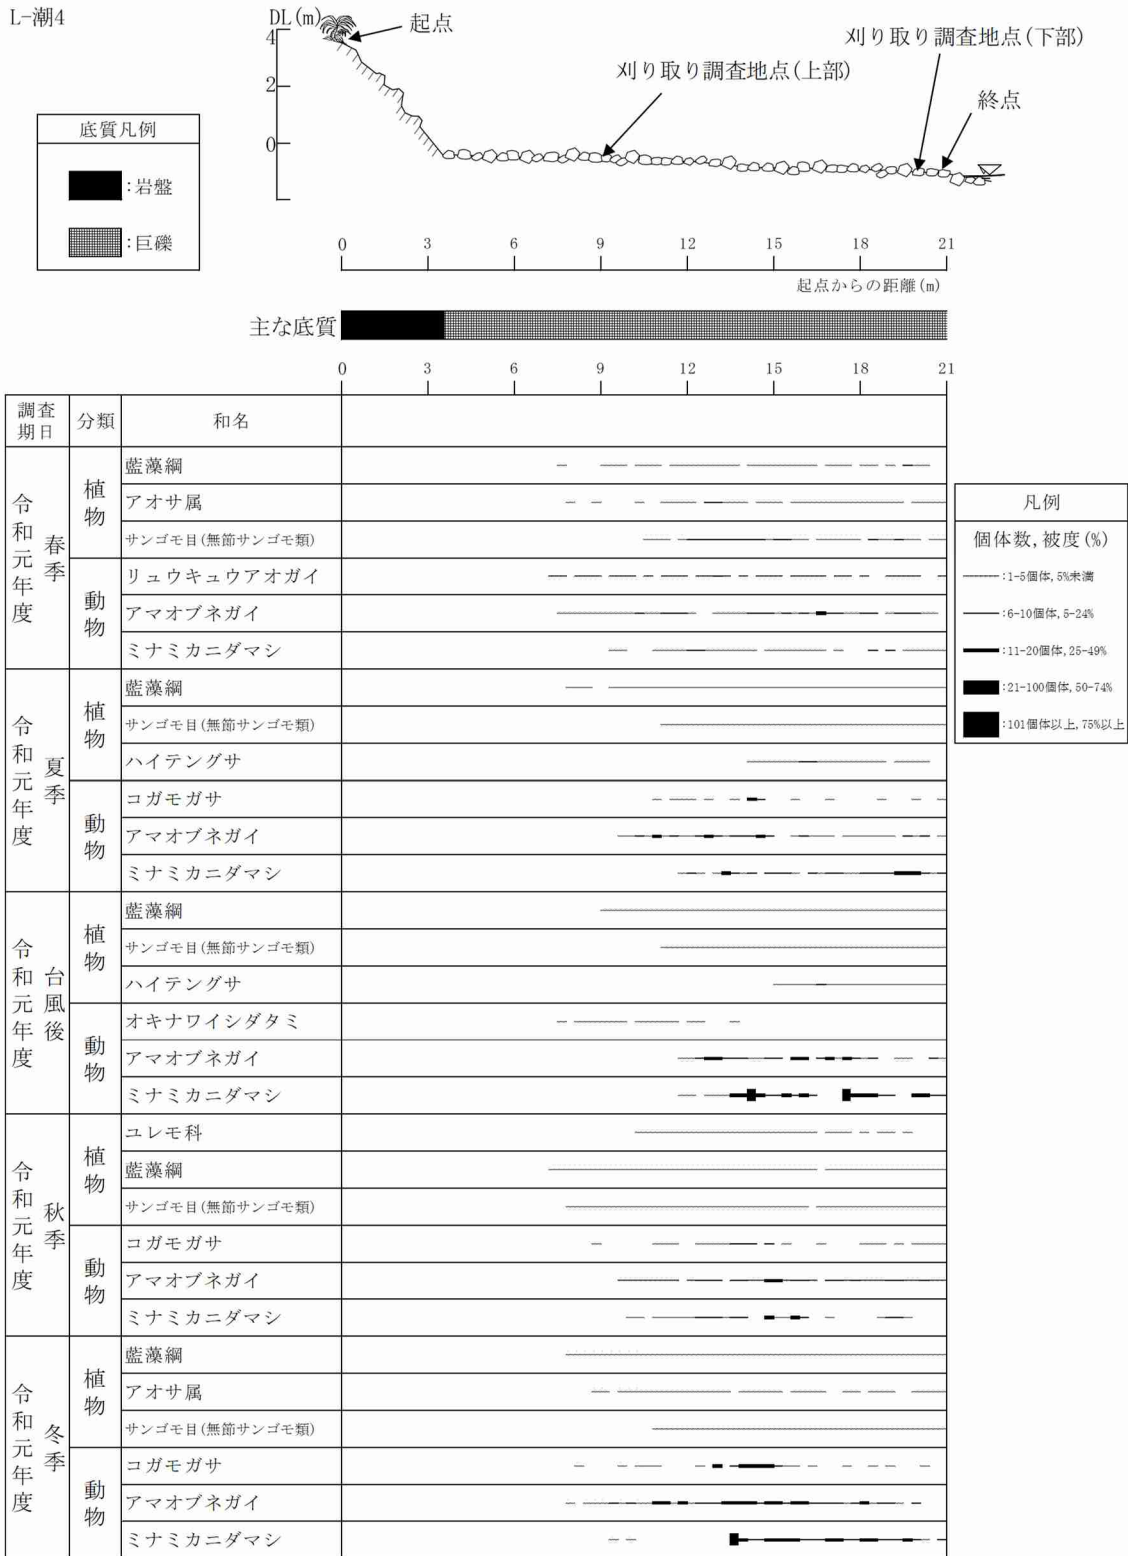 L-潮4
DL(m)
起点
4
2
0
刈り取り調査地点(上部)
刈り取り調査地点(下部)
終点
底質凡例
:岩盤
:巨礫
0 3 6 9 12 15 18 21
起点からの距離(m)
主な底質
0 3 6 9 12 15 18 21
調査期日 分類 和名
令和元年度 春季
植物
藍藻綱
アオサ属
サンゴモ目(無節サンゴモ類)
動物
リュウキュウアオガイ
アマオブネガイ
ミナミカニダマシ
令和元年度 夏季
植物
藍藻綱
サンゴモ目(無節サンゴモ類)
ハイテングサ
動物
コガモガサ
アマオブネガイ
ミナミカニダマシ
令和元年度 台風後
植物
藍藻綱
サンゴモ目(無節サンゴモ類)
ハイテングサ
動物
オキナワイシダタミ
アマオブネガイ
ミナミカニダマシ
令和元年度 秋季
植物
ユレモ科
藍藻綱
サンゴモ目(無節サンゴモ類)
動物
コガモガサ
アマオブネガイ
ミナミカニダマシ
令和元年度 冬季
植物
藍藻綱
アオサ属
サンゴモ目(無節サンゴモ類)
動物
コガモガサ
アマオブネガイ
ミナミカニダマシ
凡例
個体数,被度(%)
:1-5個体,5%未満
:6-10個体,5-24%
:11-20個体,25-49%
:21-100個体,50-74%
:101個体以上,75%以上